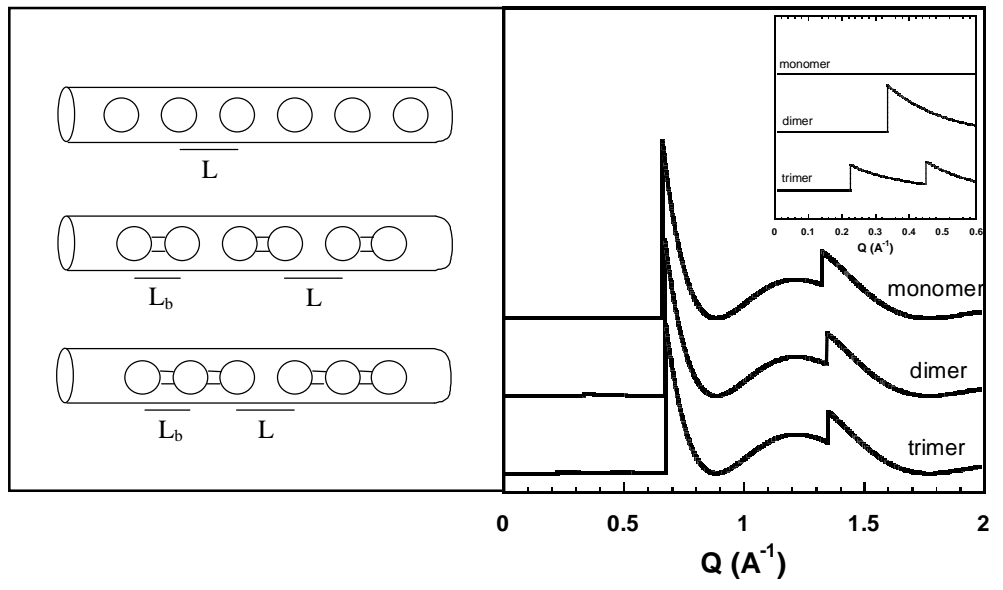 L
L_b
L
L_b
L
monomer
dimer
trimer
0 0.1 0.2 0.3 0.4 0.5 0.6
Q (A⁻¹)
monomer
dimer
trimer
0 0.5 1 1.5 2
Q (A⁻¹)